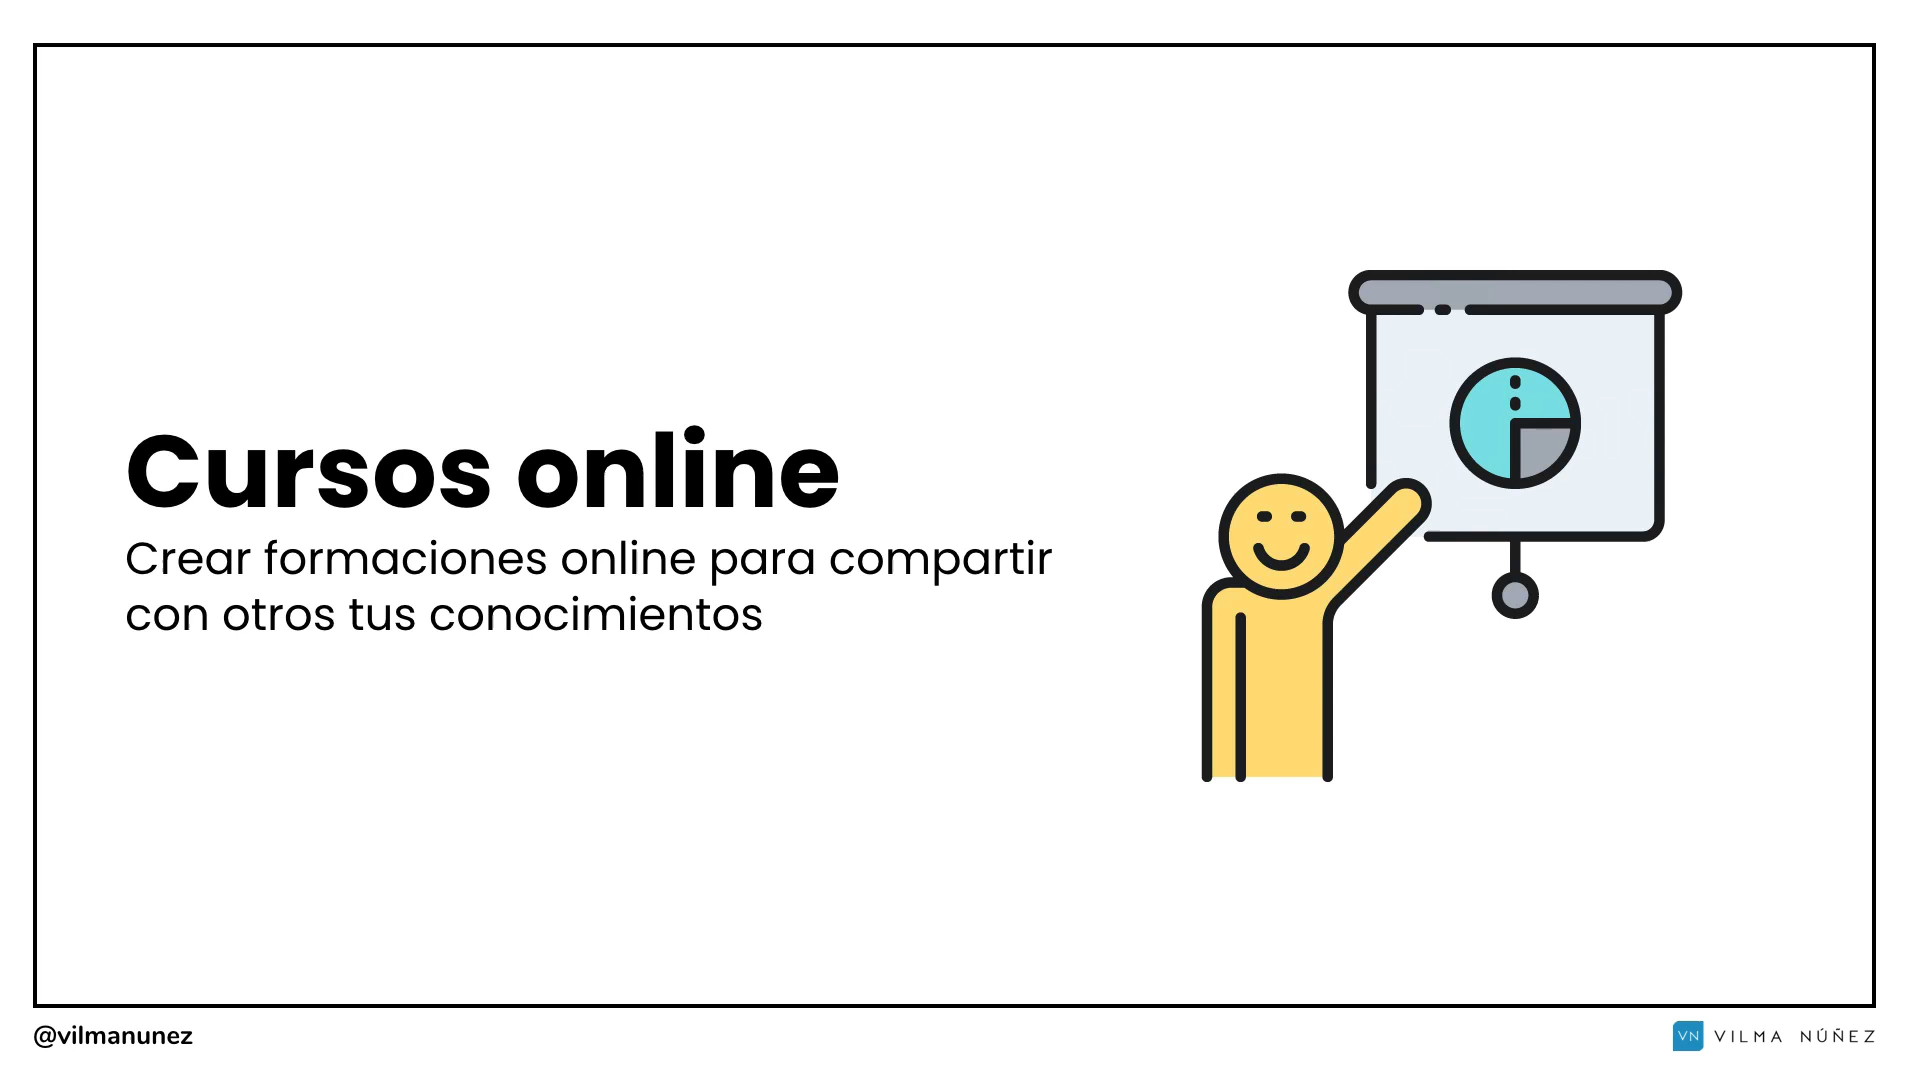 Cursos online
Crear formaciones online para compartir
con otros tus conocimientos
@vilmanunez
VN VILMA NÚÑEZ